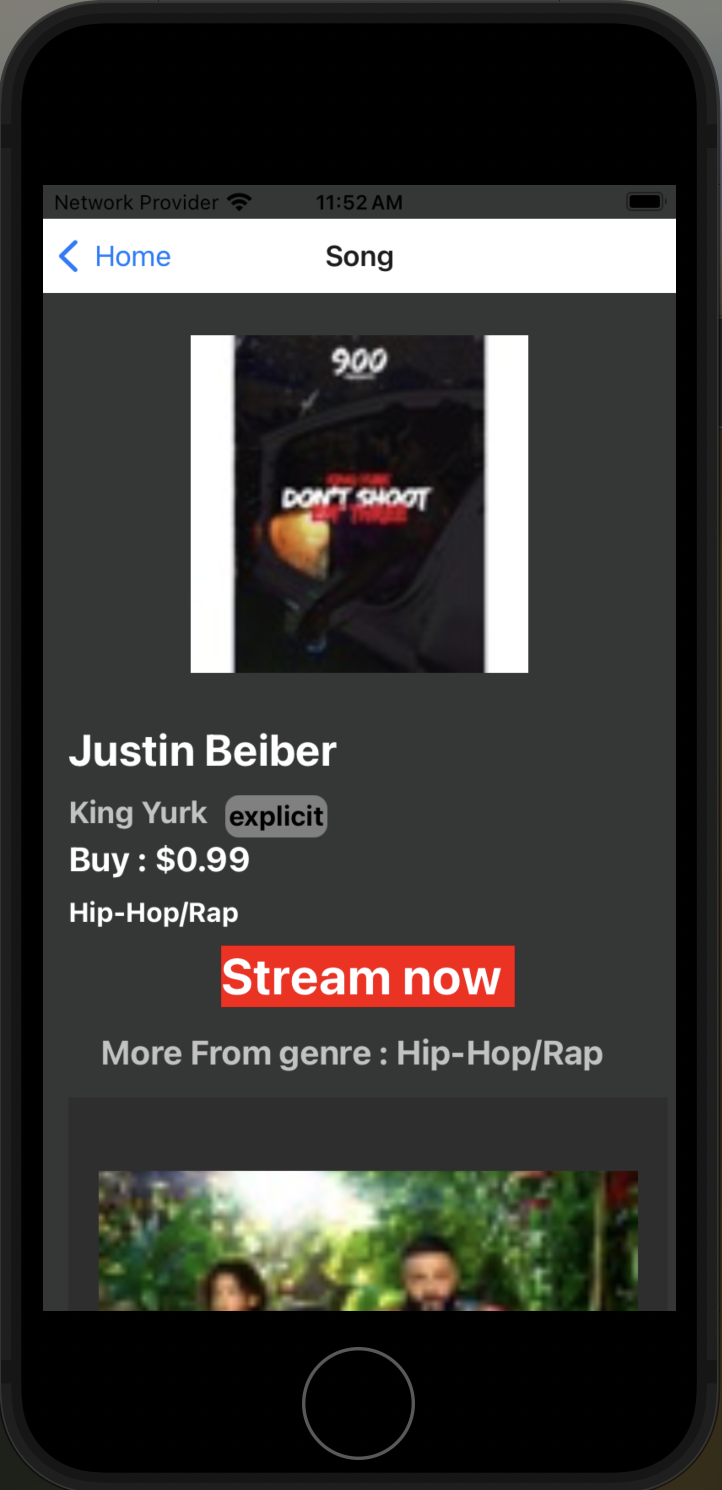 Network Provider 11:52 AM
Home Song
900
DON'T SHOOT
Justin Beiber
King Yurk explicit
Buy : $0.99
Hip-Hop/Rap
Stream now
More From genre : Hip-Hop/Rap